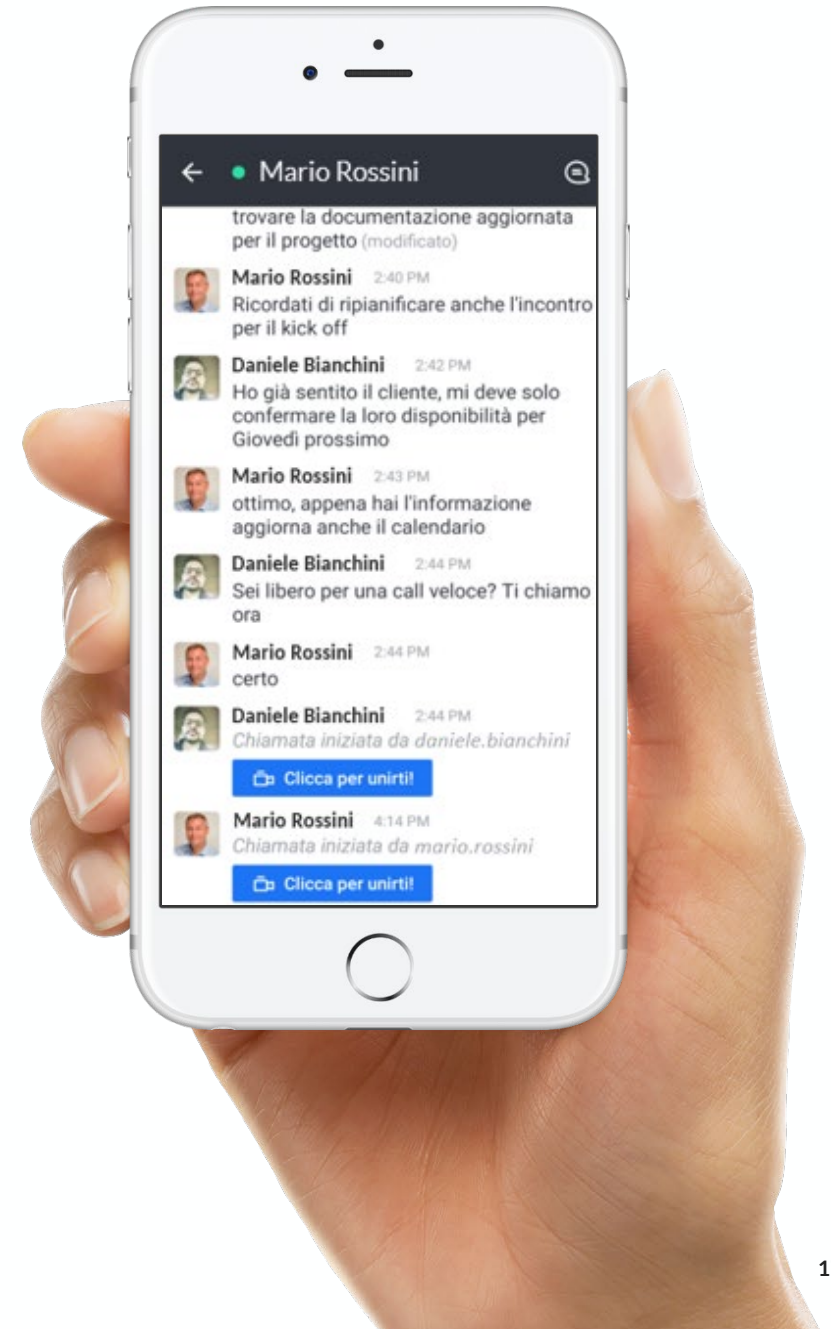 Mario Rossini
trovare la documentazione aggiornata
per il progetto (modificato)
Mario Rossini 2:40 PM
Ricordati di ripianificare anche l'incontro
per il kick off
Daniele Bianchini 2:42 PM
Ho già sentito il cliente, mi deve solo
confermare la loro disponibilità per
Giovedì prossimo
Mario Rossini 2:43 PM
ottimo, appena hai l'informazione
aggiorna anche il calendario
Daniele Bianchini 2:44 PM
Sei libero per una call veloce? Ti chiamo
ora
Mario Rossini 2:44 PM
certo
Daniele Bianchini 2:44 PM
Chiamata iniziata da daniele.bianchini
Clicca per unirti!
Mario Rossini 4:14 PM
Chiamata iniziata da mario.rossini
Clicca per unirti!
1